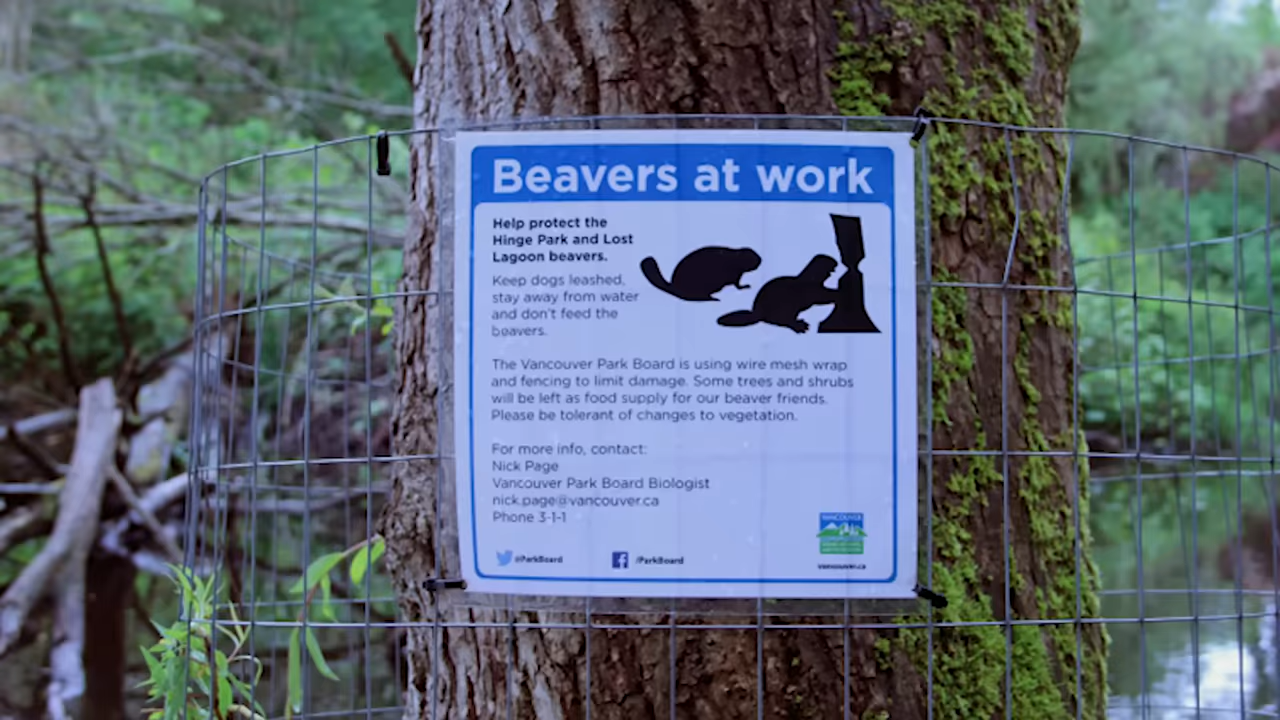 Beavers at work
Help protect the
Hinge Park and Lost
Lagoon beavers.
Keep dogs leashed,
stay away from water
and don't feed the
beavers.
The Vancouver Park Board is using wire mesh wrap
and fencing to limit damage. Some trees and shrubs
will be left as food supply for our beaver friends.
Please be tolerant of changes to vegetation.
For more info, contact:
Nick Page
Vancouver Park Board Biologist
nick.page@vancouver.ca
Phone 3-1-1
@ParkBoard
/ParkBoard
VANCOUVER
vancouver.ca